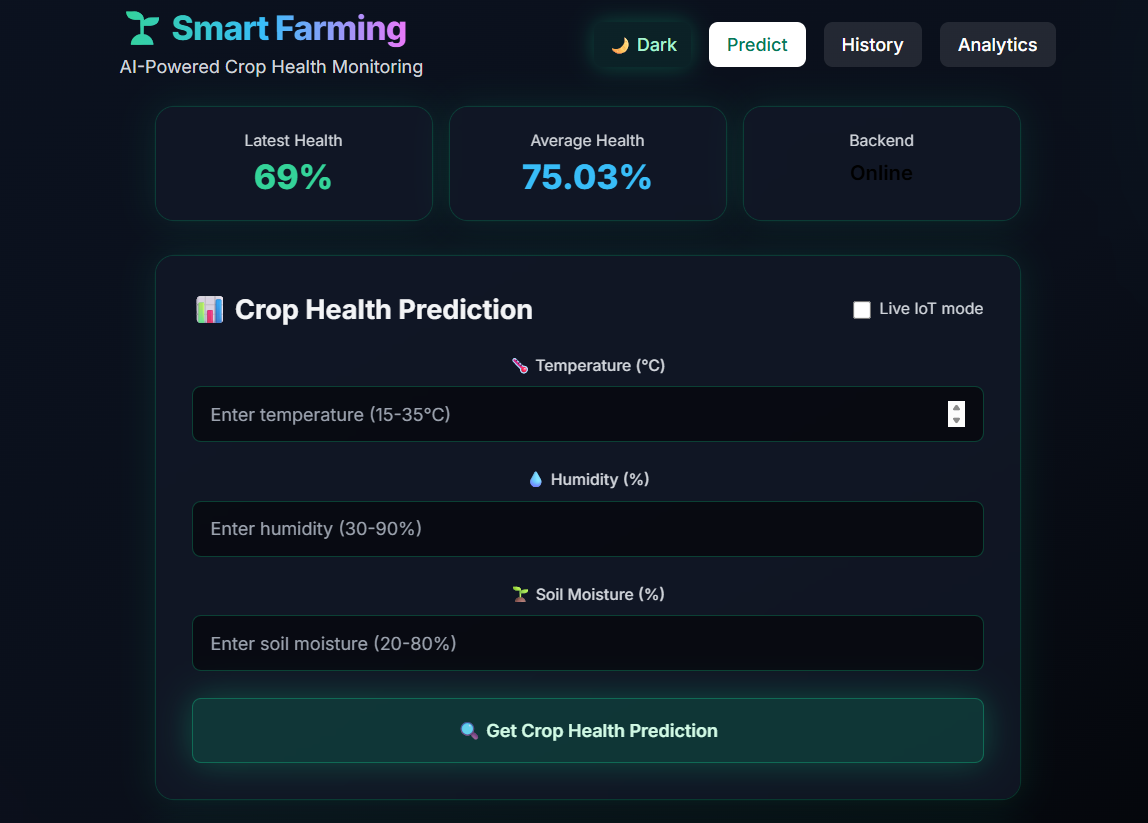 Smart Farming
AI-Powered Crop Health Monitoring
🌙 Dark
Predict
History
Analytics
Latest Health
69%
Average Health
75.03%
Backend
Online
📊 Crop Health Prediction
Live IoT mode
🌡️ Temperature (°C)
Enter temperature (15-35°C)
💧 Humidity (%)
Enter humidity (30-90%)
🌱 Soil Moisture (%)
Enter soil moisture (20-80%)
🔍 Get Crop Health Prediction